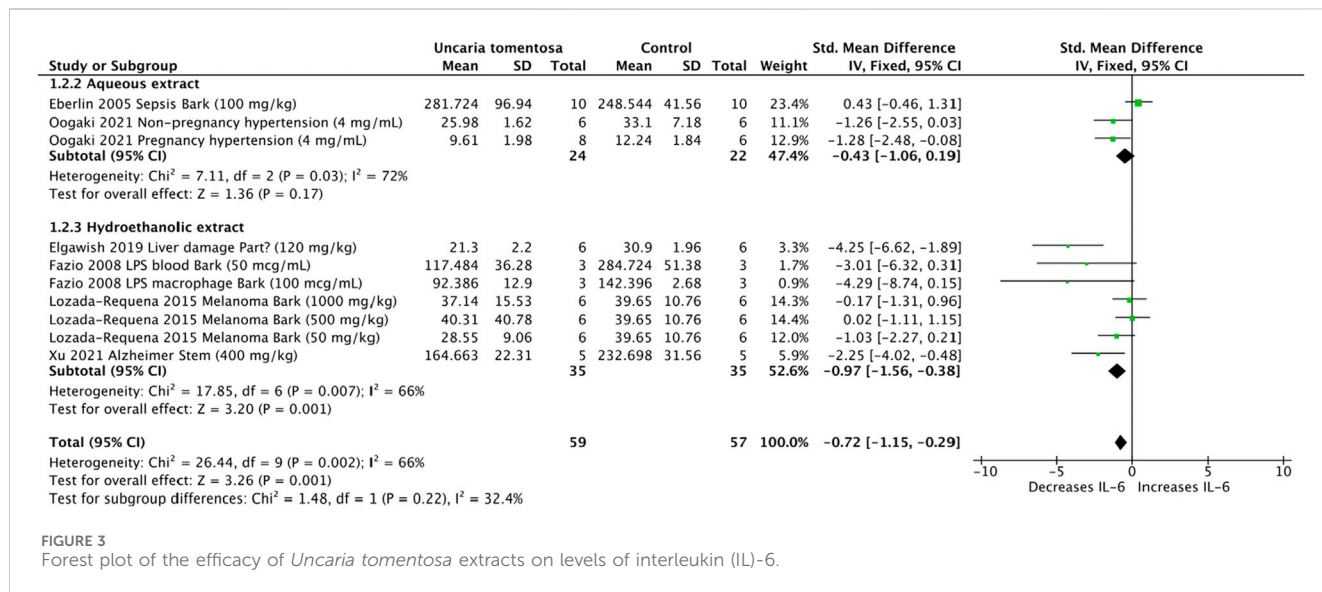 Uncaria tomentosa Control Std. Mean Difference Std. Mean Difference
Study or Subgroup Mean SD Total Mean SD Total Weight IV, Fixed, 95% CI IV, Fixed, 95% CI
1.2.2 Aqueous extract
Eberlin 2005 Sepsis Bark (100 mg/kg) 281.724 96.94 10 248.544 41.56 10 23.4% 0.43 [-0.46, 1.31]
Oogaki 2021 Non-pregnancy hypertension (4 mg/mL) 25.98 1.62 6 33.1 7.18 6 11.1% -1.26 [-2.55, 0.03]
Oogaki 2021 Pregnancy hypertension (4 mg/mL) 9.61 1.98 8 12.24 1.84 6 12.9% -1.28 [-2.48, -0.08]
Subtotal (95% CI) 24 22 47.4% -0.43 [-1.06, 0.19]
Heterogeneity: Chi² = 7.11, df = 2 (P = 0.03); I² = 72%
Test for overall effect: Z = 1.36 (P = 0.17)
1.2.3 Hydroethanolic extract
Elgawish 2019 Liver damage Part? (120 mg/kg) 21.3 2.2 6 30.9 1.96 6 3.3% -4.25 [-6.62, -1.89]
Fazio 2008 LPS blood Bark (50 mcg/mL) 117.484 36.28 3 284.724 51.38 3 1.7% -3.01 [-6.32, 0.31]
Fazio 2008 LPS macrophage Bark (100 mcg/mL) 92.386 12.9 3 142.396 2.68 3 0.9% -4.29 [-8.74, 0.15]
Lozada-Requena 2015 Melanoma Bark (1000 mg/kg) 37.14 15.53 6 39.65 10.76 6 14.3% -0.17 [-1.31, 0.96]
Lozada-Requena 2015 Melanoma Bark (500 mg/kg) 40.31 40.78 6 39.65 10.76 6 14.4% 0.02 [-1.11, 1.15]
Lozada-Requena 2015 Melanoma Bark (50 mg/kg) 28.55 9.06 6 39.65 10.76 6 12.0% -1.03 [-2.27, 0.21]
Xu 2021 Alzheimer Stem (400 mg/kg) 164.663 22.31 5 232.698 31.56 5 5.9% -2.25 [-4.02, -0.48]
Subtotal (95% CI) 35 35 52.6% -0.97 [-1.56, -0.38]
Heterogeneity: Chi² = 17.85, df = 6 (P = 0.007); I² = 66%
Test for overall effect: Z = 3.20 (P = 0.001)
Total (95% CI) 59 57 100.0% -0.72 [-1.15, -0.29]
Heterogeneity: Chi² = 26.44, df = 9 (P = 0.002); I² = 66%
Test for overall effect: Z = 3.26 (P = 0.001)
Test for subgroup differences: Chi² = 1.48, df = 1 (P = 0.22), I² = 32.4%
-10 -5 0 5 10
Decreases IL-6 Increases IL-6
FIGURE 3
Forest plot of the efficacy of Uncaria tomentosa extracts on levels of interleukin (IL)-6.